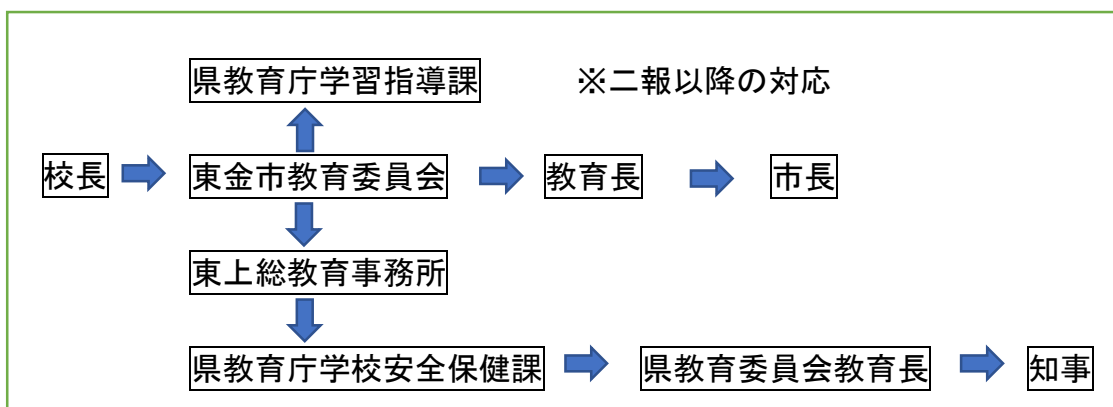 県教育庁学習指導課 ※二報以降の対応
校長 東金市教育委員会 教育長 市長
東上総教育事務所
県教育庁学校安全保健課 県教育委員会教育長 知事